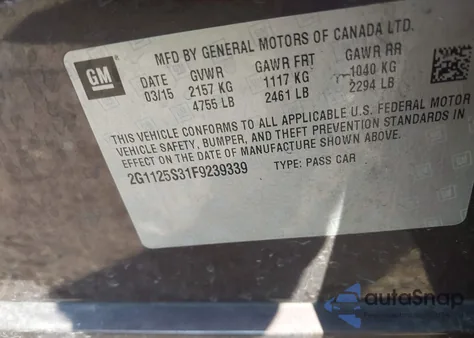 MFD BY GENERAL MOTORS OF CANADA LTD.
GM
DATE GVWR GAWR FRT GAWR RR
03/15 2157 KG 1117 KG 1040 KG
4755 LB 2461 LB 2294 LB
THIS VEHICLE CONFORMS TO ALL APPLICABLE U.S. FEDERAL MOTOR
VEHICLE SAFETY, BUMPER, AND THEFT PREVENTION STANDARDS IN
EFFECT ON THE DATE OF MANUFACTURE SHOWN ABOVE.
2G1125S31F9239339 TYPE: PASS CAR
autoSnap